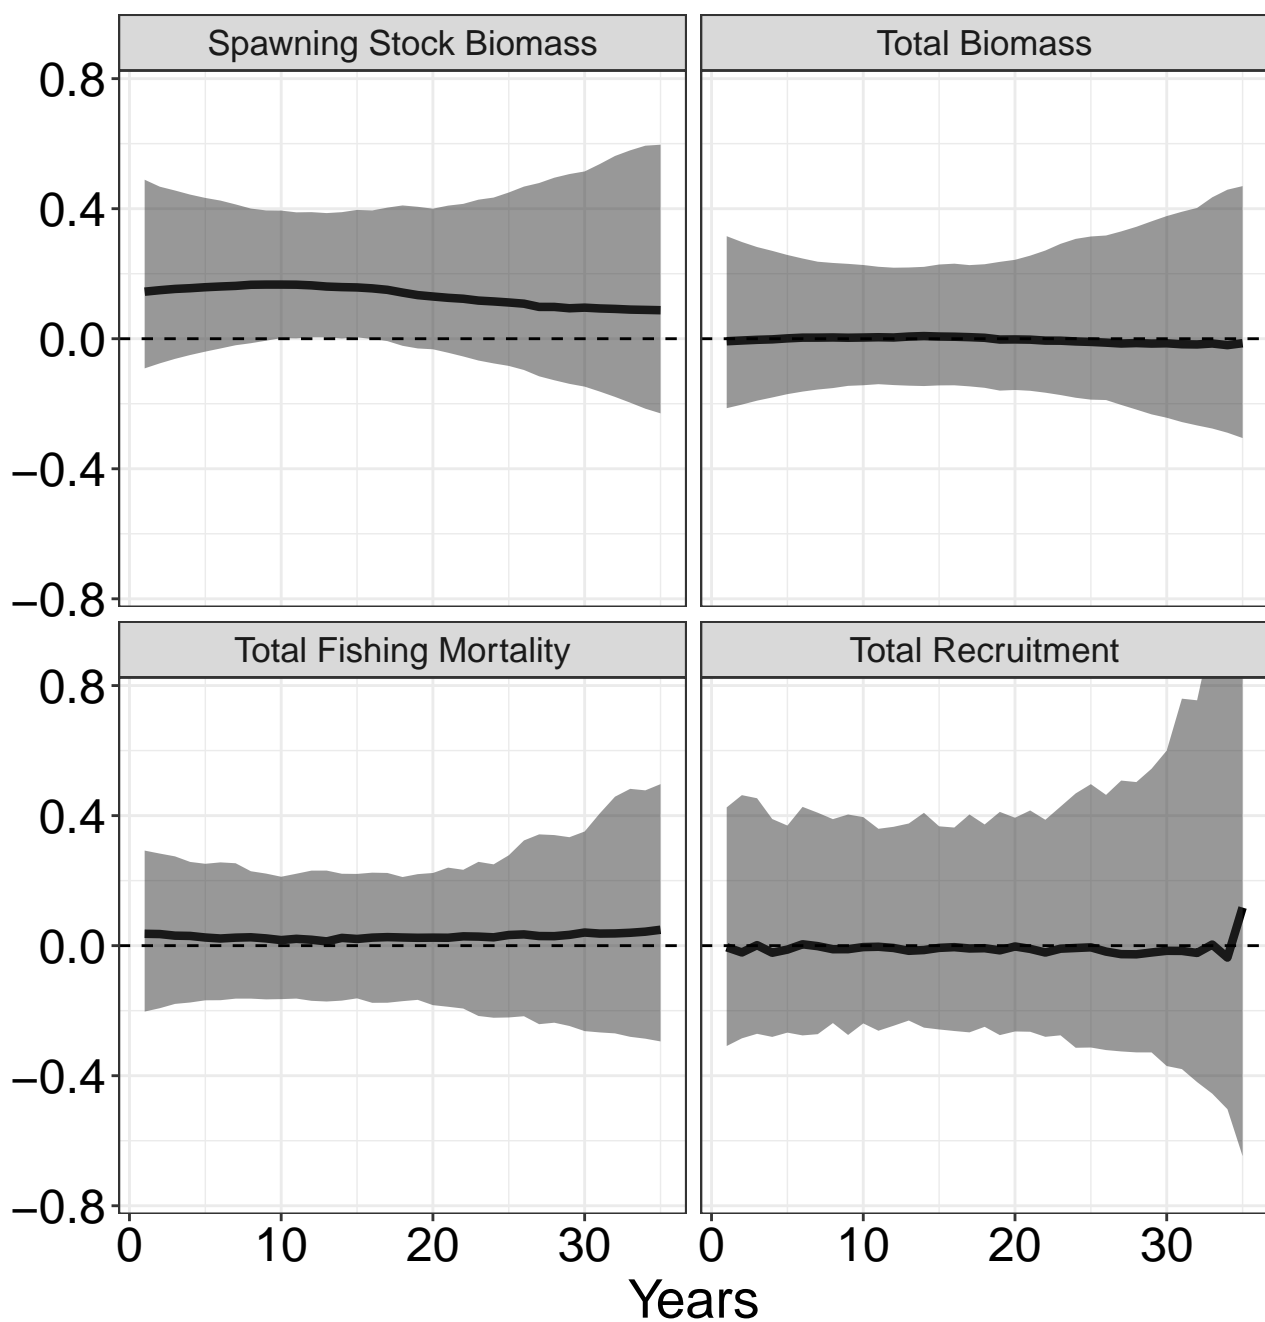 Spawning Stock Biomass
Total Biomass
0.8
0.4
0.0
−0.4
−0.8
Total Fishing Mortality
Total Recruitment
0.8
0.4
0.0
−0.4
−0.8
0 10 20 30
0 10 20 30
Years